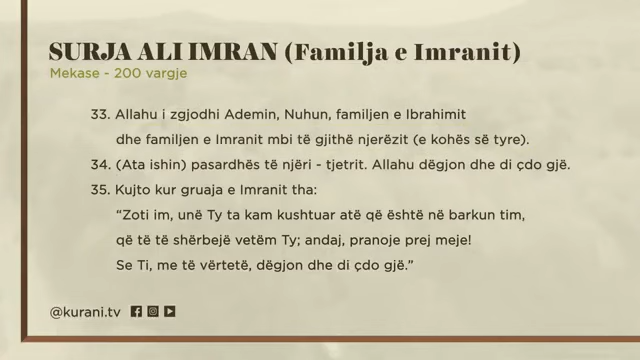 SURJA ALI IMRAN (Familja e Imranit)
Mekase - 200 vargje
33. Allahu i zgjodhi Ademin, Nuhun, familjen e Ibrahimit
dhe familjen e Imranit mbi të gjithë njerëzit (e kohës së tyre).
34. (Ata ishin) pasardhës të njëri - tjetrit. Allahu dëgjon dhe di çdo gjë.
35. Kujto kur gruaja e Imranit tha:
“Zoti im, unë Ty ta kam kushtuar atë që është në barkun tim,
që të të shërbejë vetëm Ty; andaj, pranoje prej meje!
Se Ti, me të vërtetë, dëgjon dhe di çdo gjë.”
@kurani.tv